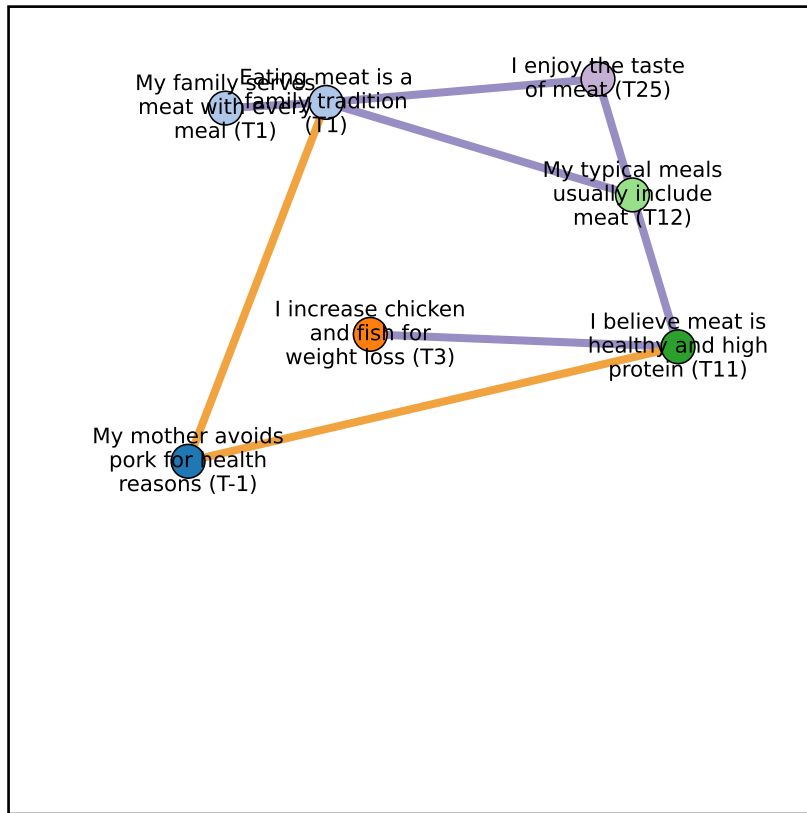 My family serves
meat with every
meal (T1)
Eating meat is a
family tradition
(T1)
I enjoy the taste
of meat (T25)
My typical meals
usually include
meat (T12)
I increase chicken
and fish for
weight loss (T3)
I believe meat is
healthy and high
protein (T11)
My mother avoids
pork for health
reasons (T-1)